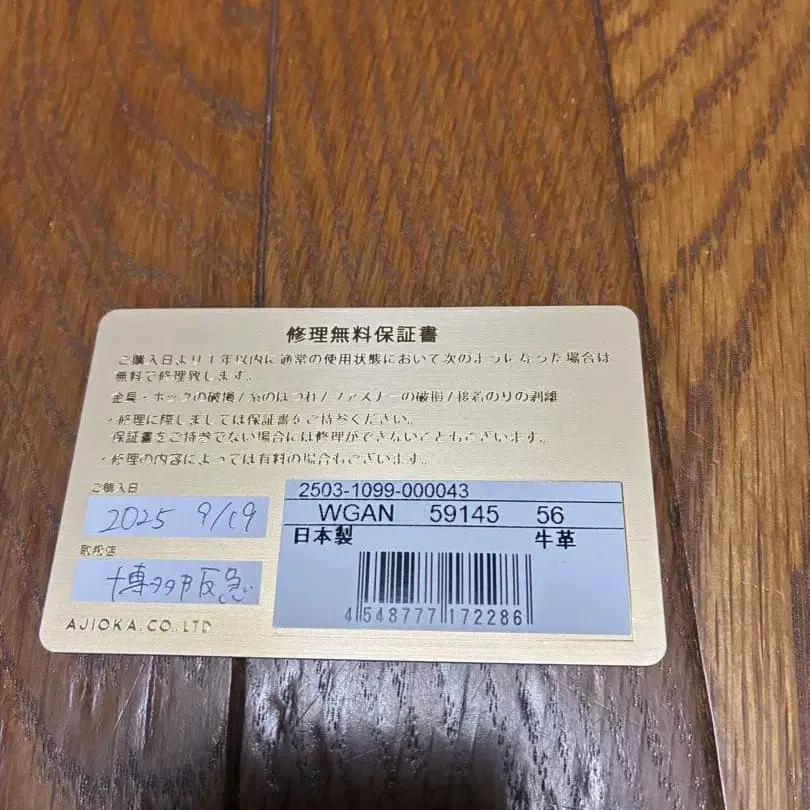 修理無料保証書
ご購入日より1年以内に通常の使用状態において次のようになった場合は
無料で修理致します。
金具・ホックの破損/糸のほつれ/ファスナーの破損/接着のりの剥離
・修理に際しましては保証書をご持参ください。
保証書をご持参でない場合には修理ができないこともございます。
・修理の内容によっては有料の場合もございます。
ご購入日
2025 9/19
取扱店
博多阪急
AJIOKA.CO.,LTD
2503-1099-000043
WGAN 59145 56
日本製 牛革
4 548777 172286